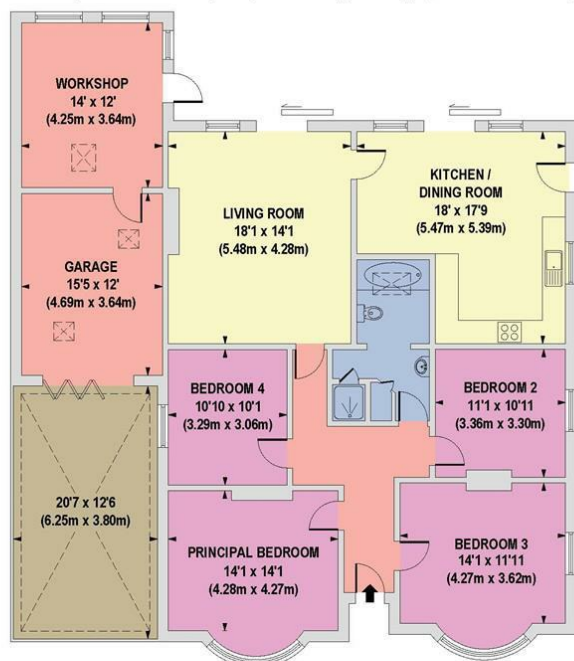 WORKSHOP
14' x 12'
(4.25m x 3.64m)
KITCHEN /
DINING ROOM
18' x 17'9
(5.47m x 5.39m)
LIVING ROOM
18'1 x 14'1
(5.48m x 4.28m)
GARAGE
15'5 x 12'
(4.69m x 3.64m)
BEDROOM 4
10'10 x 10'1
(3.29m x 3.06m)
BEDROOM 2
11'1 x 10'11
(3.36m x 3.30m)
20'7 x 12'6
(6.25m x 3.80m)
PRINCIPAL BEDROOM
14'1 x 14'1
(4.28m x 4.27m)
BEDROOM 3
14'1 x 11'11
(4.27m x 3.62m)